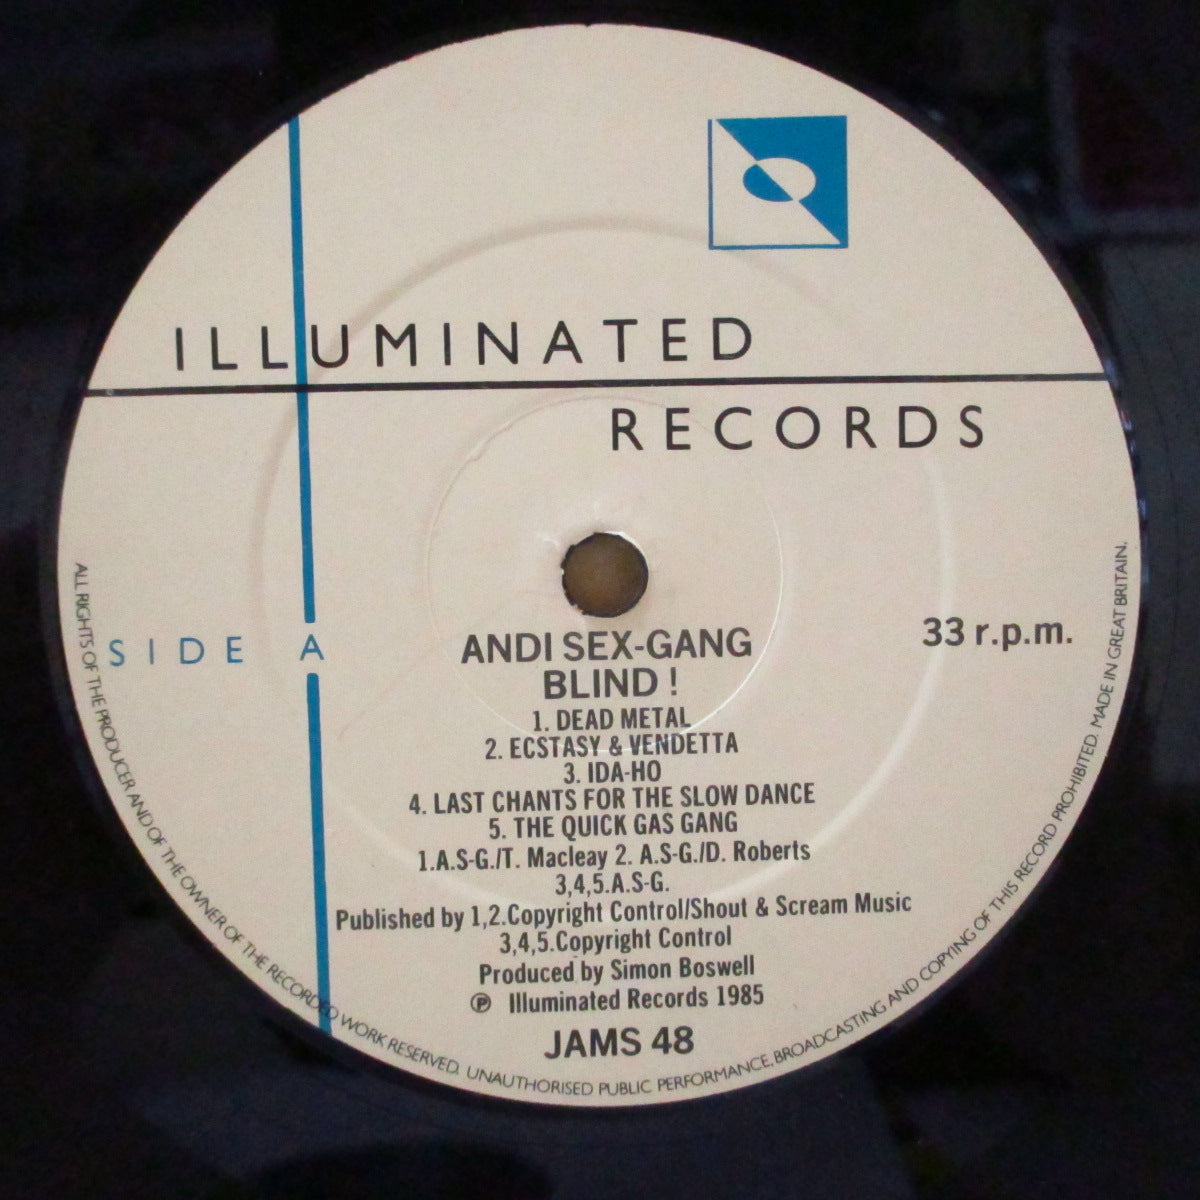 ILLUMINATED
RECORDS
SIDE A
33 r.p.m.
ANDI SEX-GANG
BLIND !
1. DEAD METAL
2. ECSTASY & VENDETTA
3. IDA-HO
4. LAST CHANTS FOR THE SLOW DANCE
5. THE QUICK GAS GANG
1.A.S-G./T. Macleay 2. A.S-G./D. Roberts
3,4,5.A.S-G.
Published by 1,2.Copyright Control/Shout & Scream Music
3,4,5.Copyright Control
Produced by Simon Boswell
℗ Illuminated Records 1985
JAMS 48
ALL RIGHTS OF THE PRODUCER AND OF THE OWNER OF THE RECORDED WORK RESERVED. UNAUTHORISED PUBLIC PERFORMANCE, BROADCASTING AND COPYING OF THIS RECORD PROHIBITED. MADE IN GREAT BRITAIN.